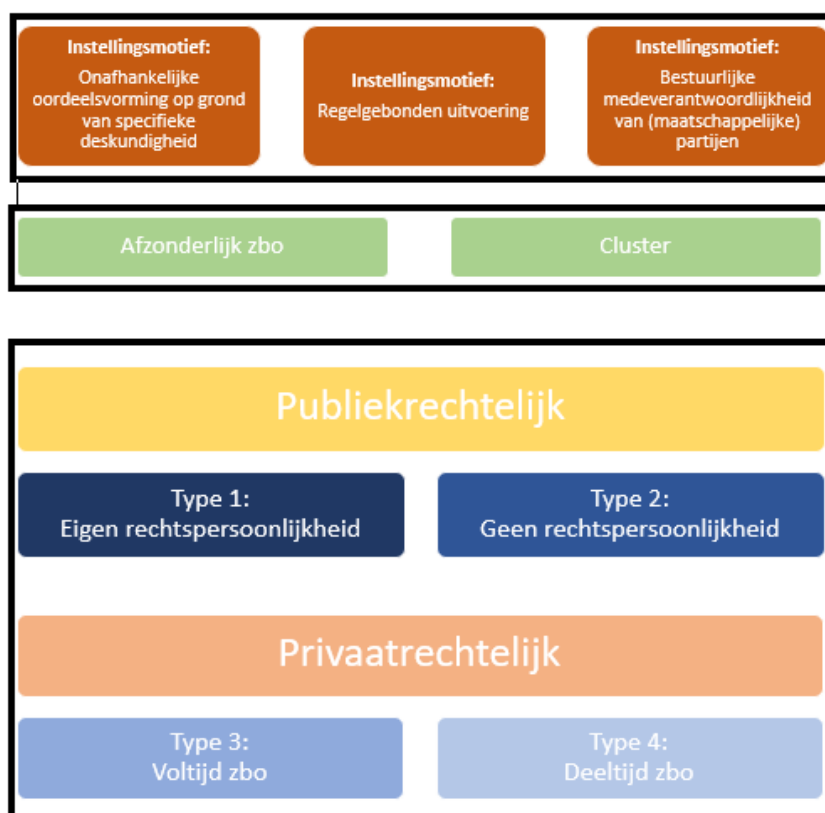 Instellingsmotief:
Onafhankelijke
oordeelsvorming op grond
van specifieke
deskundigheid
Instellingsmotief:
Regelgebonden uitvoering
Instellingsmotief:
Bestuurlijke
medeverantwoordelijkheid
van (maatschappelijke)
partijen
Afzonderlijk zbo
Cluster
Publiekrechtelijk
Type 1:
Eigen rechtspersoonlijkheid
Type 2:
Geen rechtspersoonlijkheid
Privaatrechtelijk
Type 3:
Voltijd zbo
Type 4:
Deeltijd zbo